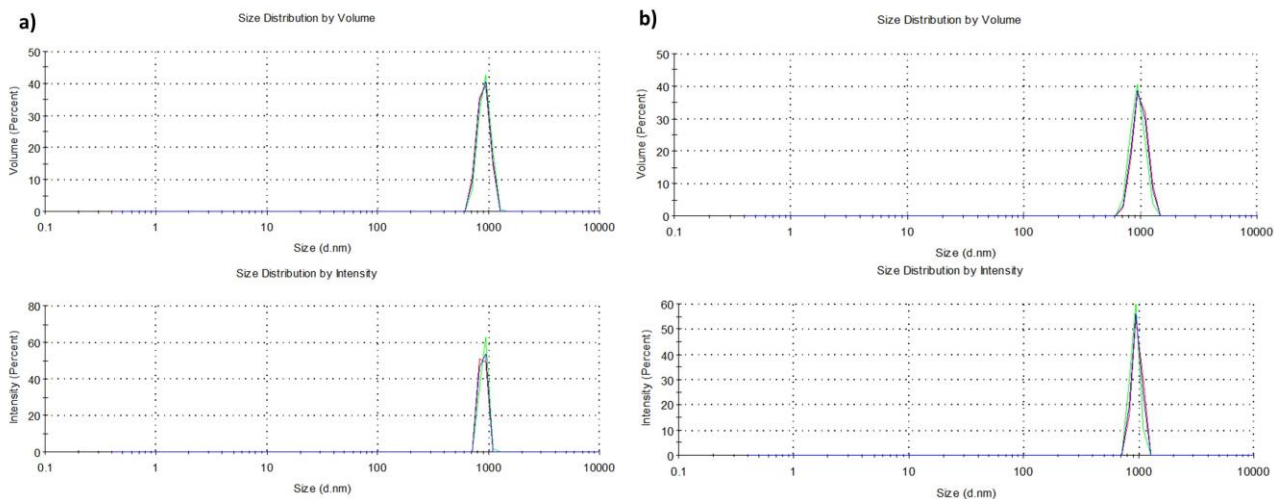 a)
Size Distribution by Volume
50
40
30
20
10
0
0.1 1 10 100 1000 10000
Volume (Percent)
Size (d.nm)
Size Distribution by Intensity
80
60
40
20
0
0.1 1 10 100 1000 10000
Intensity (Percent)
Size (d.nm)
b)
Size Distribution by Volume
50
40
30
20
10
0
0.1 1 10 100 1000 10000
Volume (Percent)
Size (d.nm)
Size Distribution by Intensity
60
50
40
30
20
10
0
0.1 1 10 100 1000 10000
Intensity (Percent)
Size (d.nm)